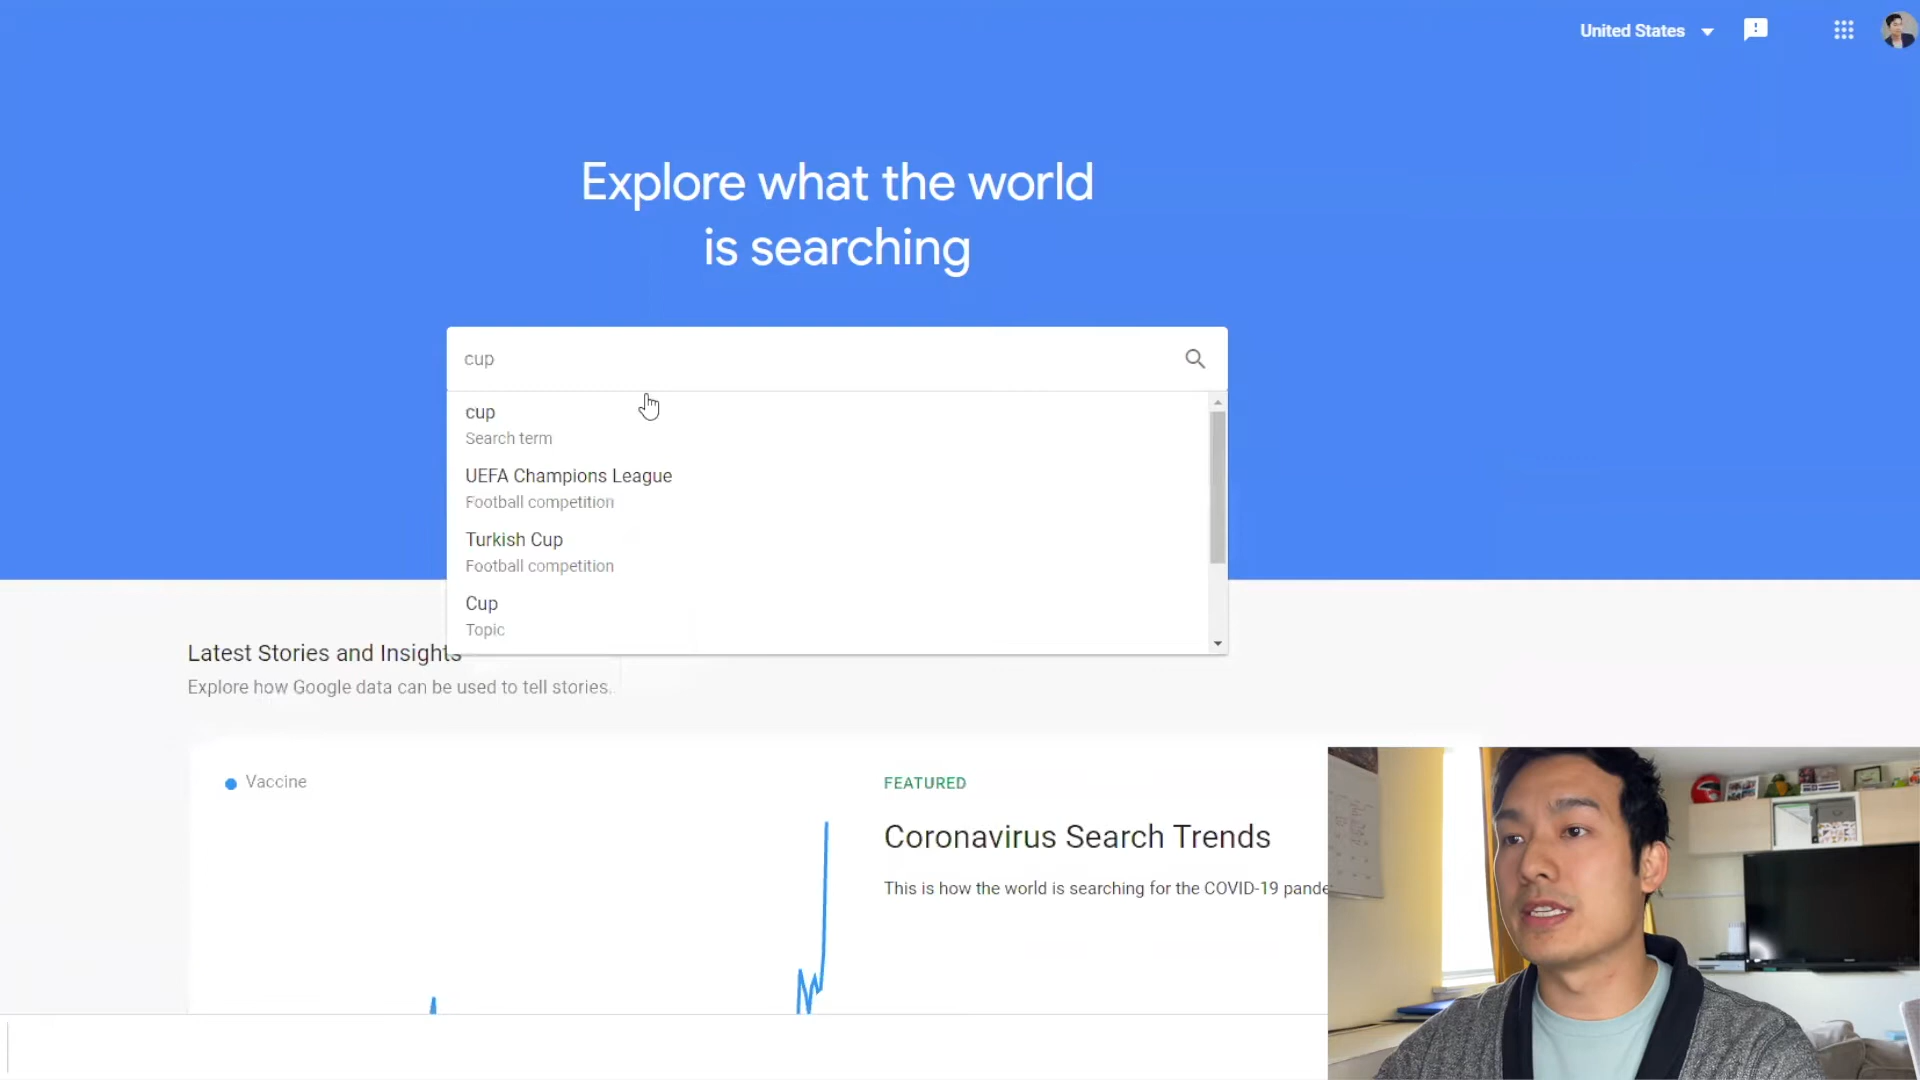 United States
Explore what the world
is searching
cup
cup
Search term
UEFA Champions League
Football competition
Turkish Cup
Football competition
Cup
Topic
Latest Stories and Insights
Explore how Google data can be used to tell stories.
Vaccine
FEATURED
Coronavirus Search Trends
This is how the world is searching for the COVID-19 pande